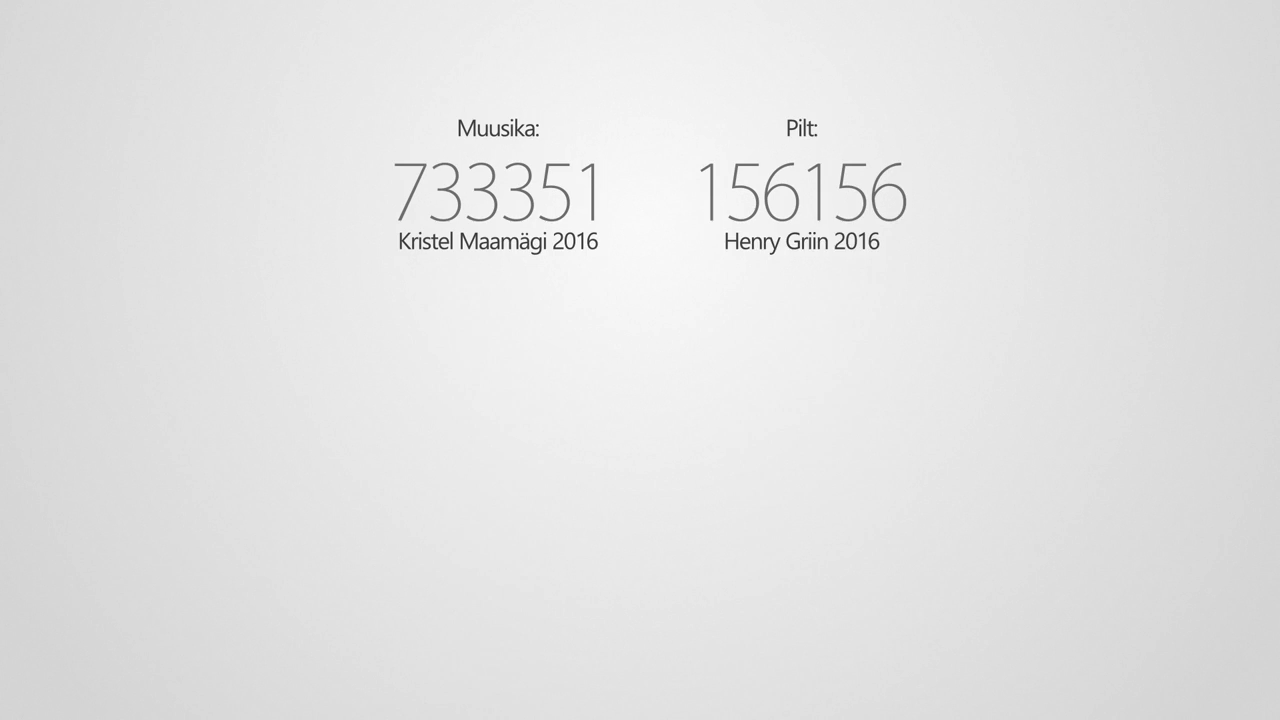 Muusika:
733351
Kristel Maamägi 2016
Pilt:
156156
Henry Griin 2016